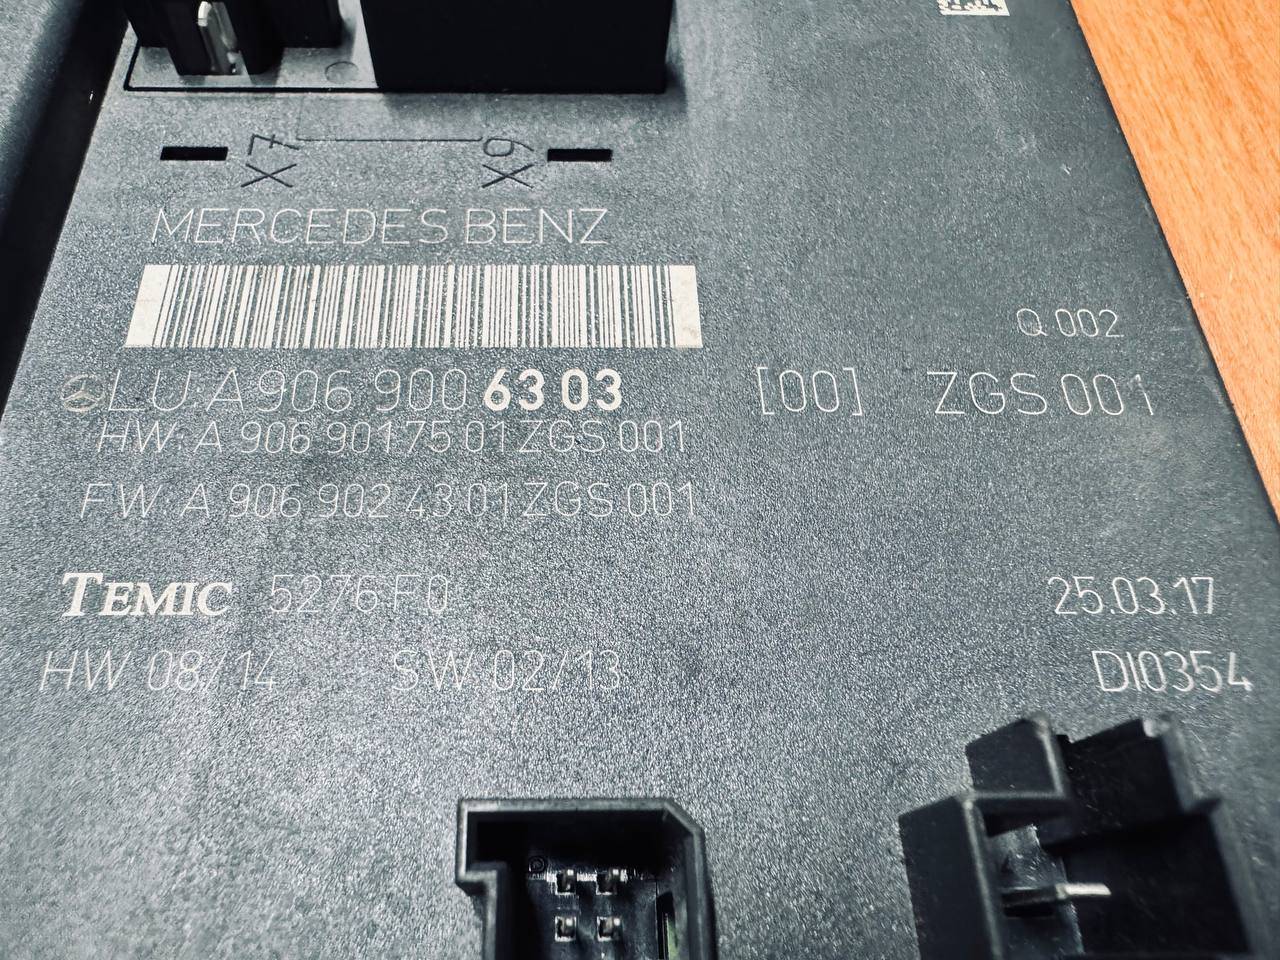 X7 X9
MERCEDES BENZ
Q 002
LU: A 906 900 63 03 [00] ZGS 001
HW: A 906 901 75 01 ZGS 001
FW: A 906 902 43 01 ZGS 001
TEMIC 5276 F0 25.03.17
HW 08/14 SW 02/13 DI0354